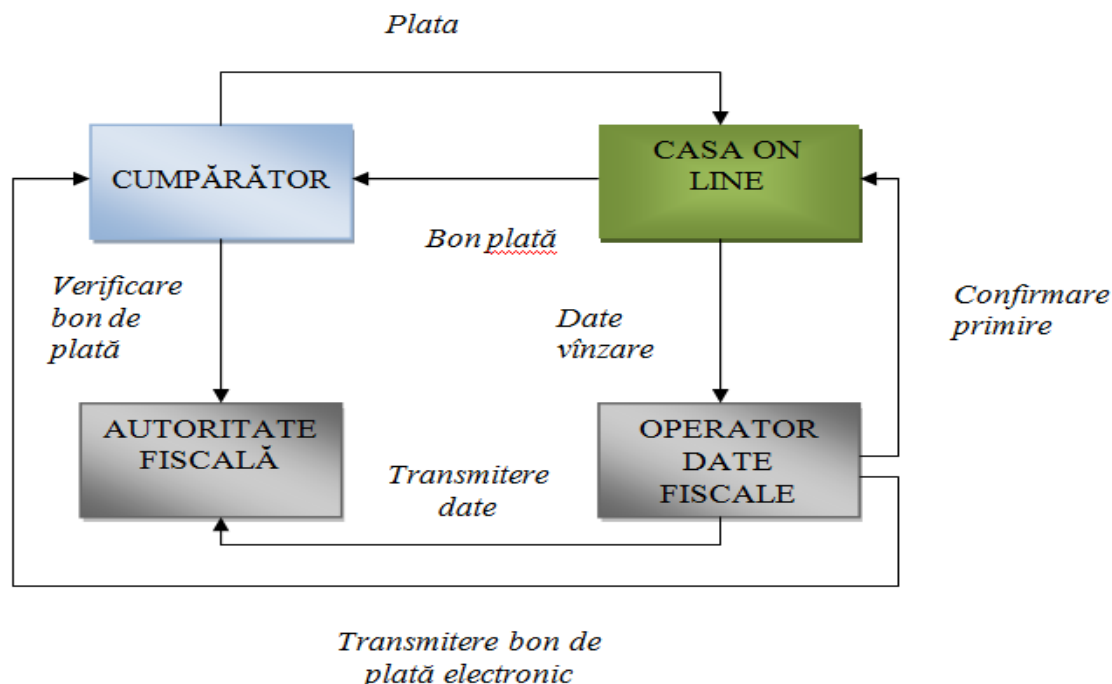 Plata
CUMPĂRĂTOR
CASA ON
LINE
Bon plată
Verificare
bon de
plată
Date
vînzare
Confirmare
primire
AUTORITATE
FISCALĂ
OPERATOR
DATE
FISCALE
Transmitere
date
Transmitere bon de
plată electronic